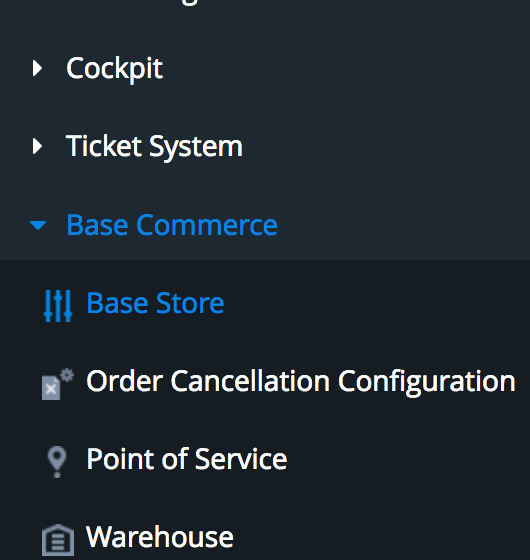 Cockpit
Ticket System
Base Commerce
Base Store
Order Cancellation Configuration
Point of Service
Warehouse